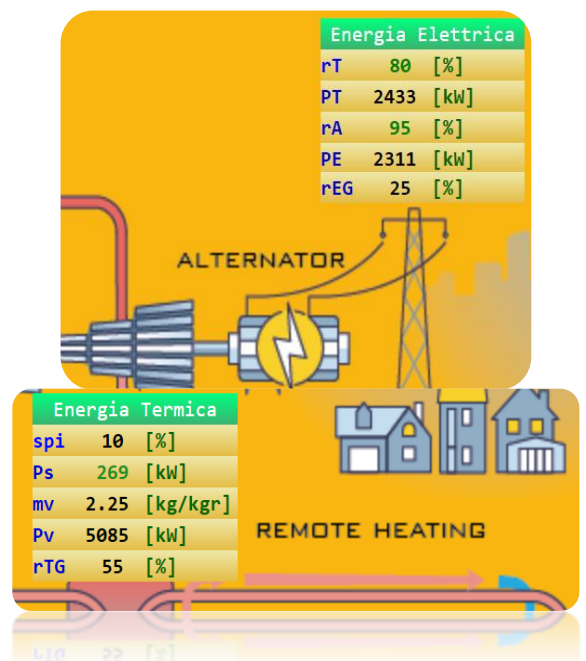 Energia Elettrica
rT 80 [%]
PT 2433 [kW]
rA 95 [%]
PE 2311 [kW]
rEG 25 [%]
ALTERNATOR
Energia Termica
spi 10 [%]
Ps 269 [kW]
mv 2.25 [kg/kgr]
Pv 5085 [kW]
rTG 55 [%]
REMOTE HEATING